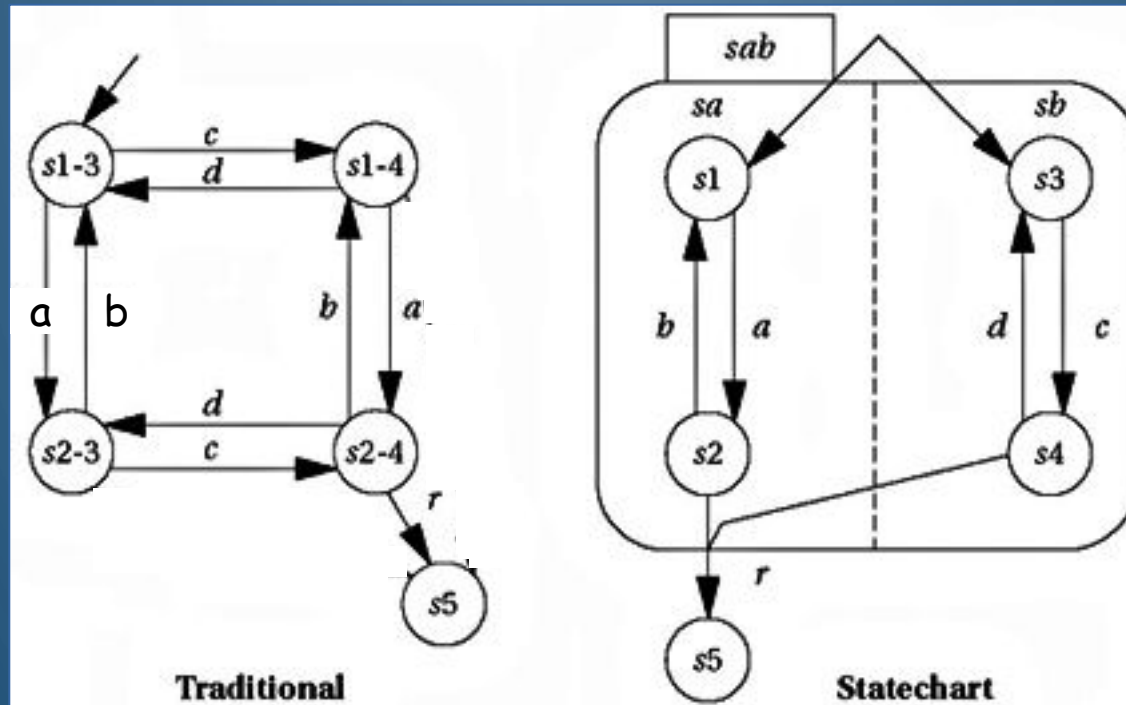 sab
sa sb
c
s1-3 s1-4 s1 s3
d
a b b a b a d c
d
s2-3 s2-4 s2 s4
c
r
r
s5
s5
Traditional Statechart